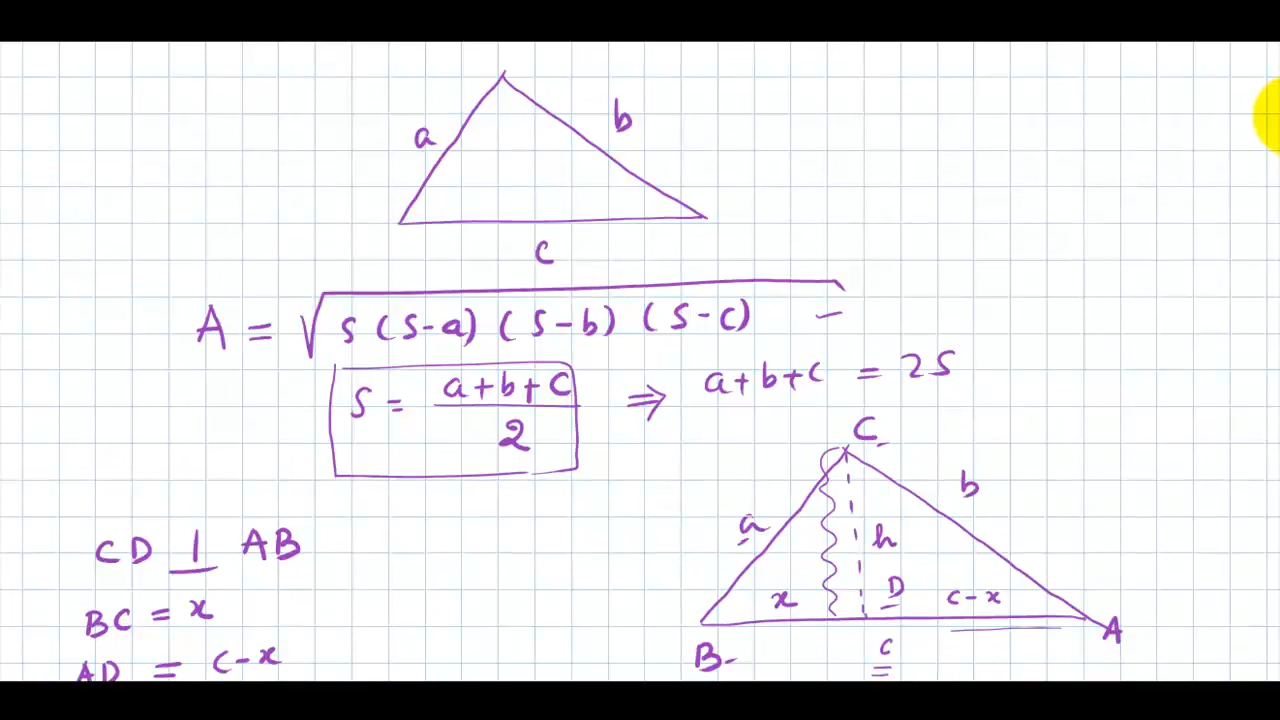 a
b
c
A = √ s (s-a) (s-b) (s-c) -
s = a+b+c / 2 ⇒ a+b+c = 2s
C
b
a
h
CD ⊥ AB
x
D
c-x
BC = x
B
A
c
AD = c-x